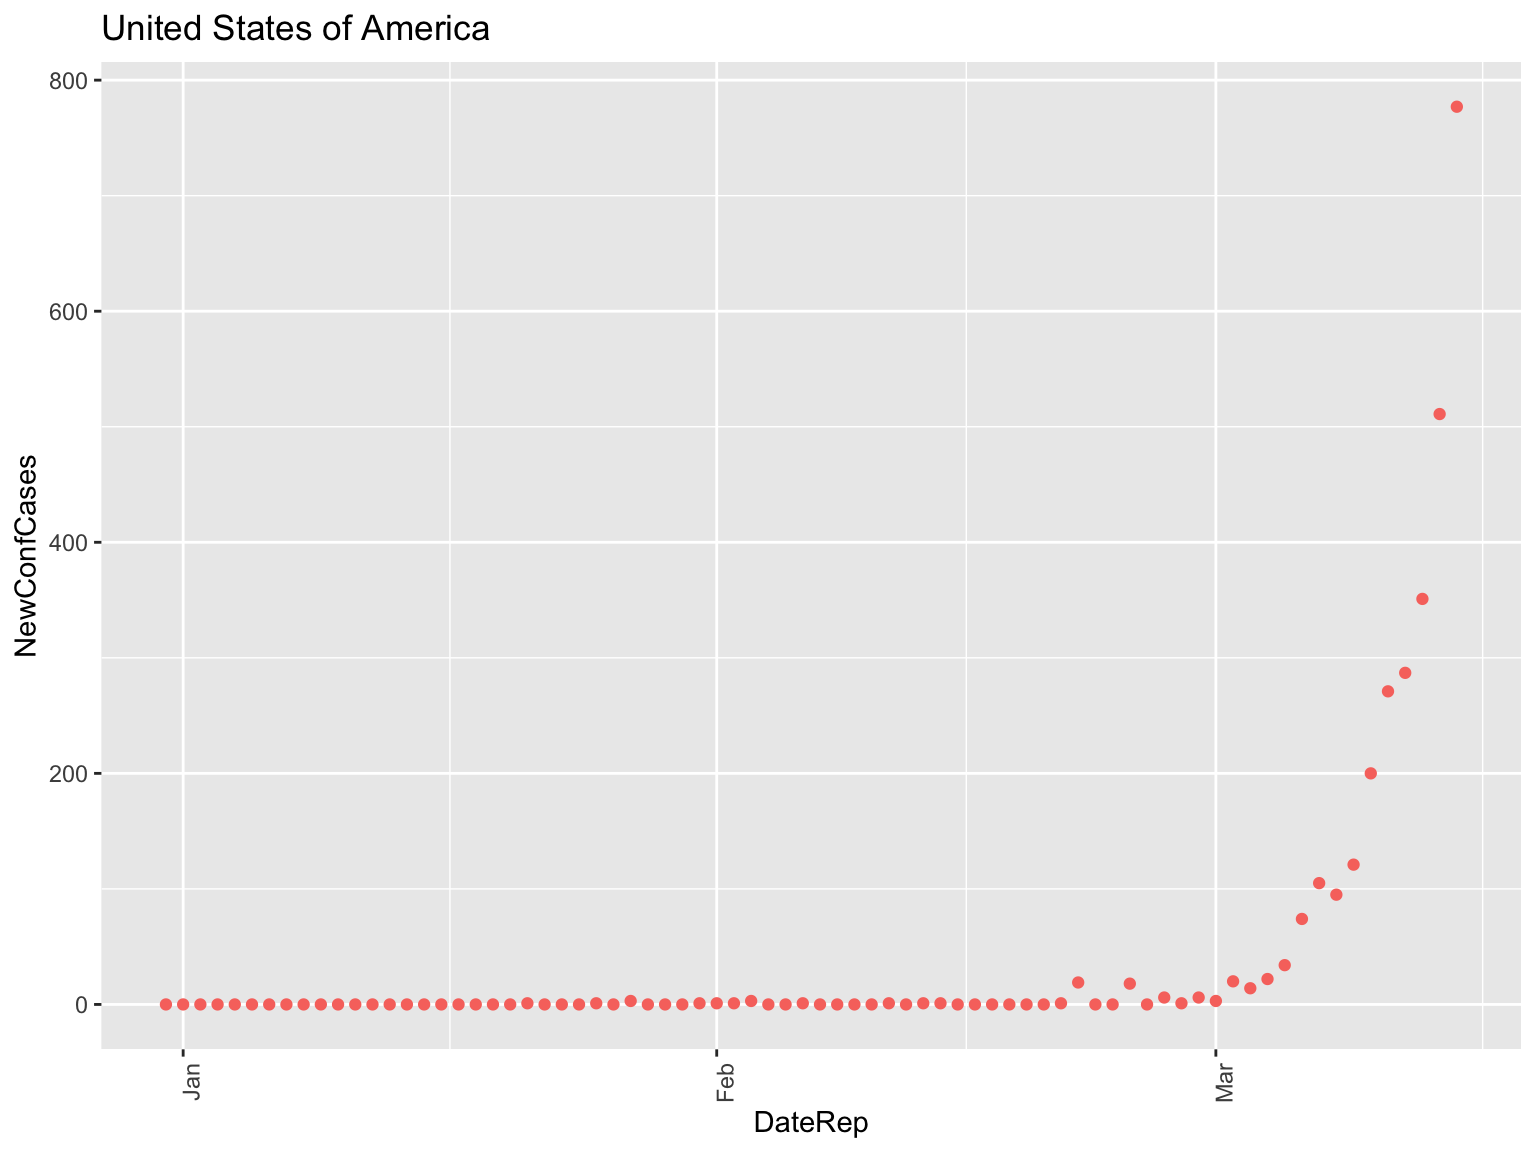 United States of America
800
600
400
200
0
NewConfCases
Jan
Feb
Mar
DateRep